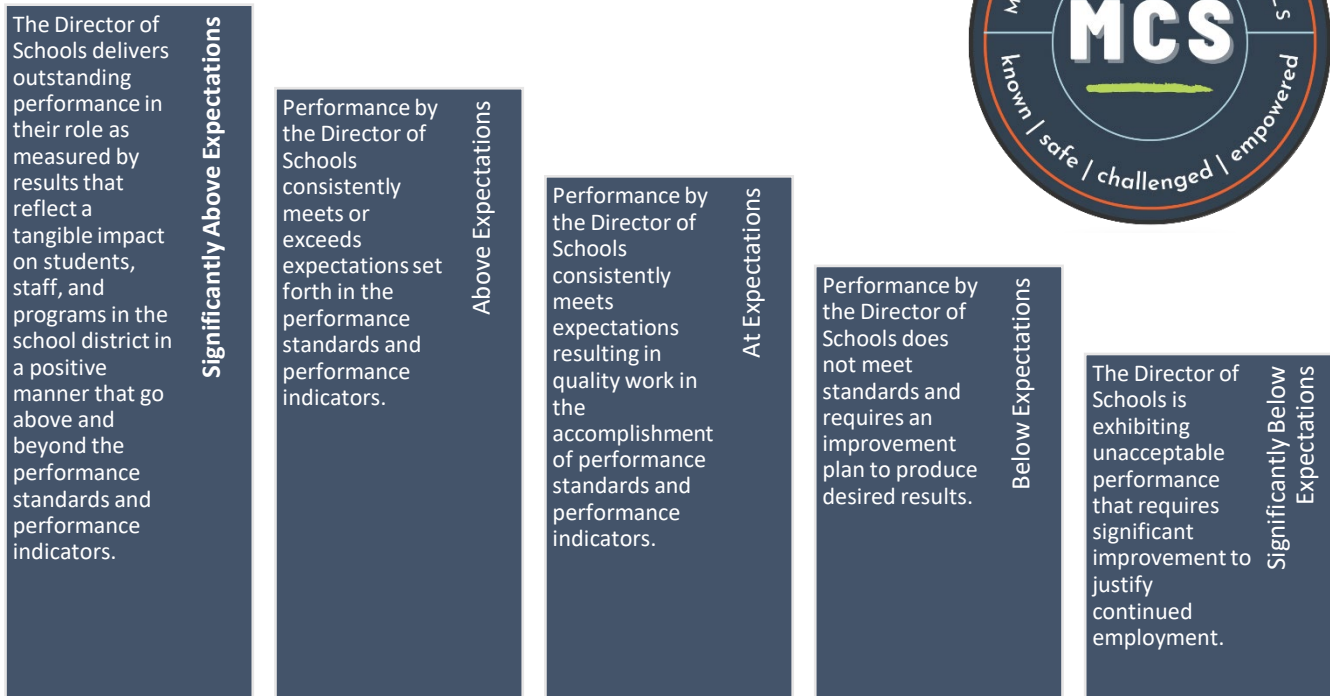 The Director of
Schools delivers
outstanding
performance in
their role as
measured by
results that
reflect a
tangible impact
on students,
staff, and
programs in the
school district in
a positive
manner that go
above and
beyond the
performance
standards and
performance
indicators.
Significantly Above Expectations
Performance by
the Director of
Schools
consistently
meets or
exceeds
expectations set
forth in the
performance
standards and
performance
indicators.
Above Expectations
Performance by
the Director of
Schools
consistently
meets
expectations
resulting in
quality work in
the
accomplishment
of performance
standards and
performance
indicators.
At Expectations
Performance by
the Director of
Schools does
not meet
standards and
requires an
improvement
plan to produce
desired results.
Below Expectations
The Director of
Schools is
exhibiting
unacceptable
performance
that requires
significant
improvement to
justify
continued
employment.
Significantly Below
Expectations
MCS
known | safe | challenged | empowered